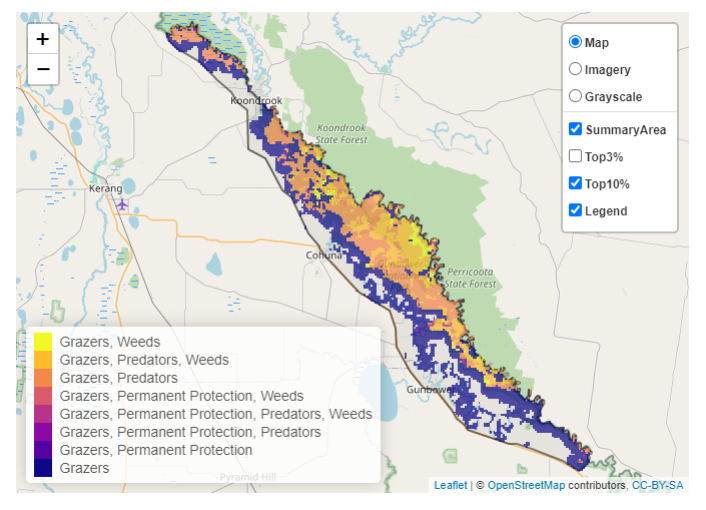 +
−
Koondrook
Koondrook
State Forest
Kerang
Cohuna
Perricoota
State Forest
Gunbower
Pyramid Hill
Map
Imagery
Grayscale
SummaryArea
Top3%
Top10%
Legend
Grazers, Weeds
Grazers, Predators, Weeds
Grazers, Predators
Grazers, Permanent Protection, Weeds
Grazers, Permanent Protection, Predators, Weeds
Grazers, Permanent Protection, Predators
Grazers, Permanent Protection
Grazers
Leaflet | © OpenStreetMap contributors, CC-BY-SA